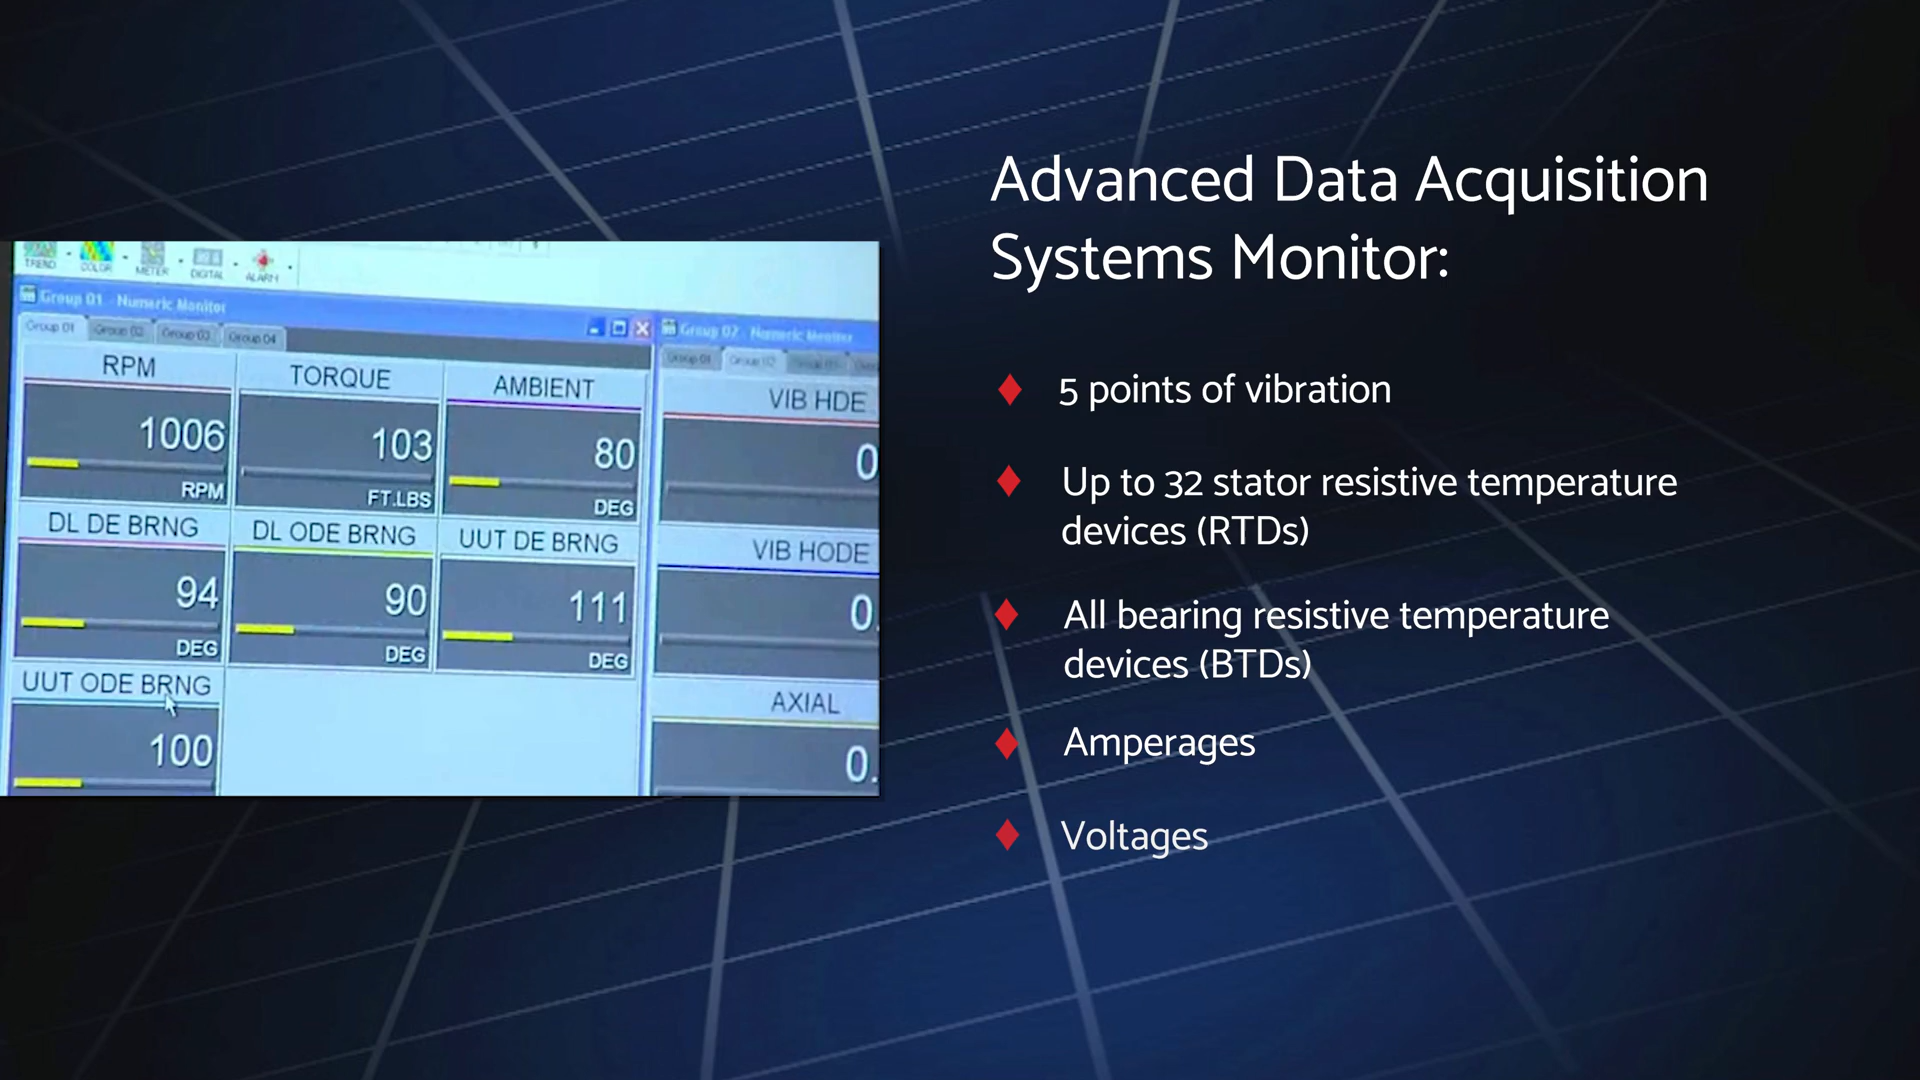 TREND COLOR METER DIGITAL ALARM
Group 01 - Numeric Monitor
Group 01 Group 02 Group 03 Group 04
RPM
1006
RPM
TORQUE
103
FT.LBS
AMBIENT
80
DEG
DL DE BRNG
94
DEG
DL ODE BRNG
90
DEG
UUT DE BRNG
111
DEG
UUT ODE BRNG
100
Group 02 - Numeric Monitor
Group 01 Group 02
VIB HDE
0
VIB HODE
0.
AXIAL
0.
Advanced Data Acquisition
Systems Monitor:
5 points of vibration
Up to 32 stator resistive temperature
devices (RTDs)
All bearing resistive temperature
devices (BTDs)
Amperages
Voltages